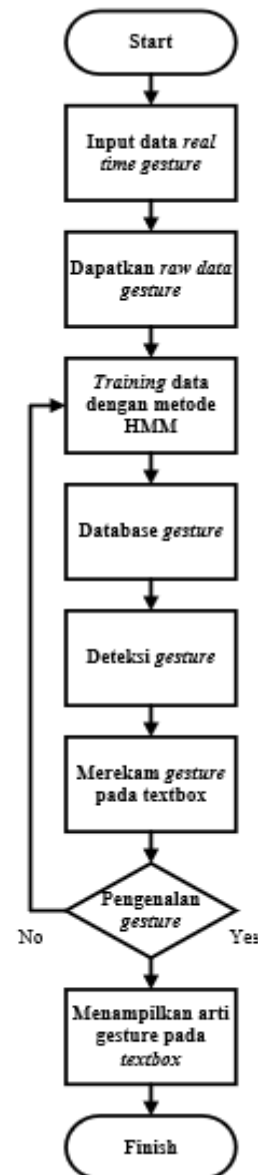 Start
Input data real
time gesture
Dapatkan raw data
gesture
Training data
dengan metode
HMM
Database gesture
Deteksi gesture
Merekam gesture
pada textbox
Pengenalan
gesture
No
Yes
Menampilkan arti
gesture pada
textbox
Finish